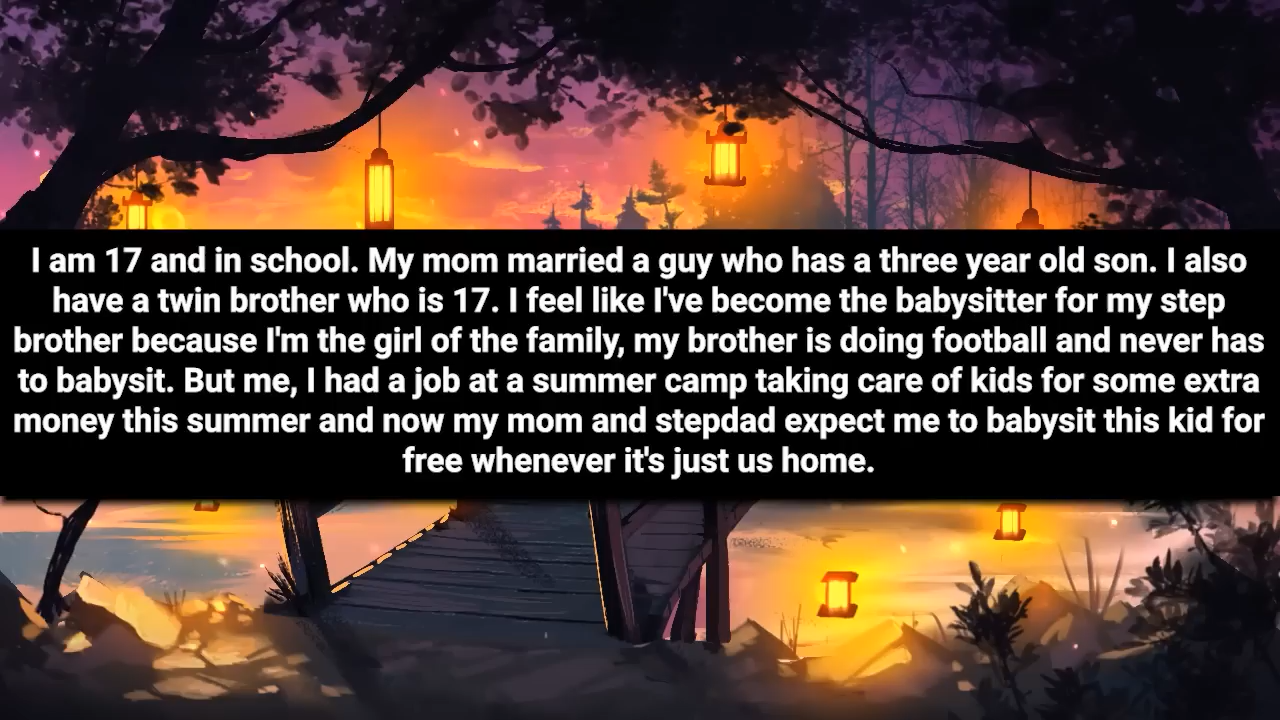 I am 17 and in school. My mom married a guy who has a three year old son. I also
have a twin brother who is 17. I feel like I've become the babysitter for my step
brother because I'm the girl of the family, my brother is doing football and never has
to babysit. But me, I had a job at a summer camp taking care of kids for some extra
money this summer and now my mom and stepdad expect me to babysit this kid for
free whenever it's just us home.